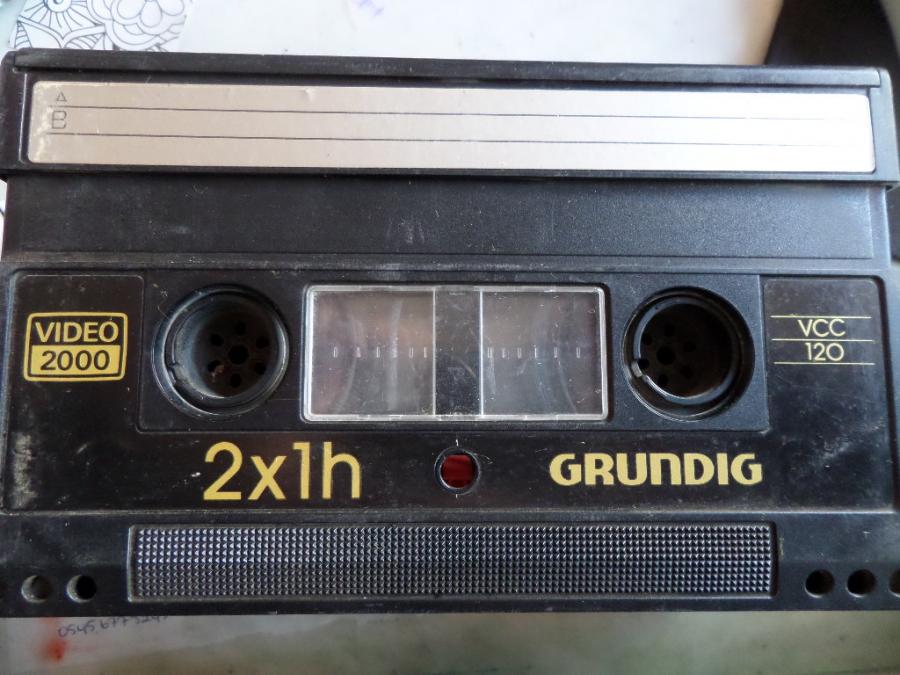 A
B
VIDEO
2000
VCC
120
2x1h
GRUNDIG